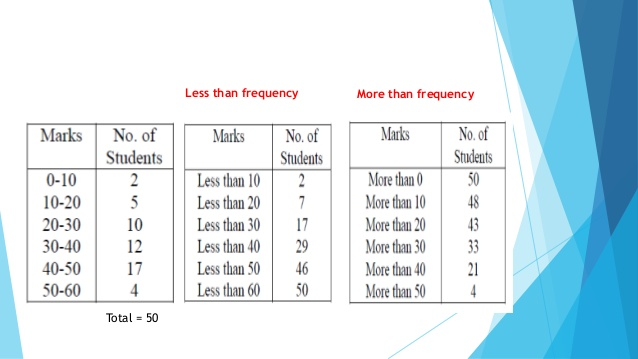 Less than frequency
More than frequency
Marks No. of Students
0-10 2
10-20 5
20-30 10
30-40 12
40-50 17
50-60 4
Total = 50
Marks No. of Students
Less than 10 2
Less than 20 7
Less than 30 17
Less than 40 29
Less than 50 46
Less than 60 50
Marks No. of Students
More than 0 50
More than 10 48
More than 20 43
More than 30 33
More than 40 21
More than 50 4